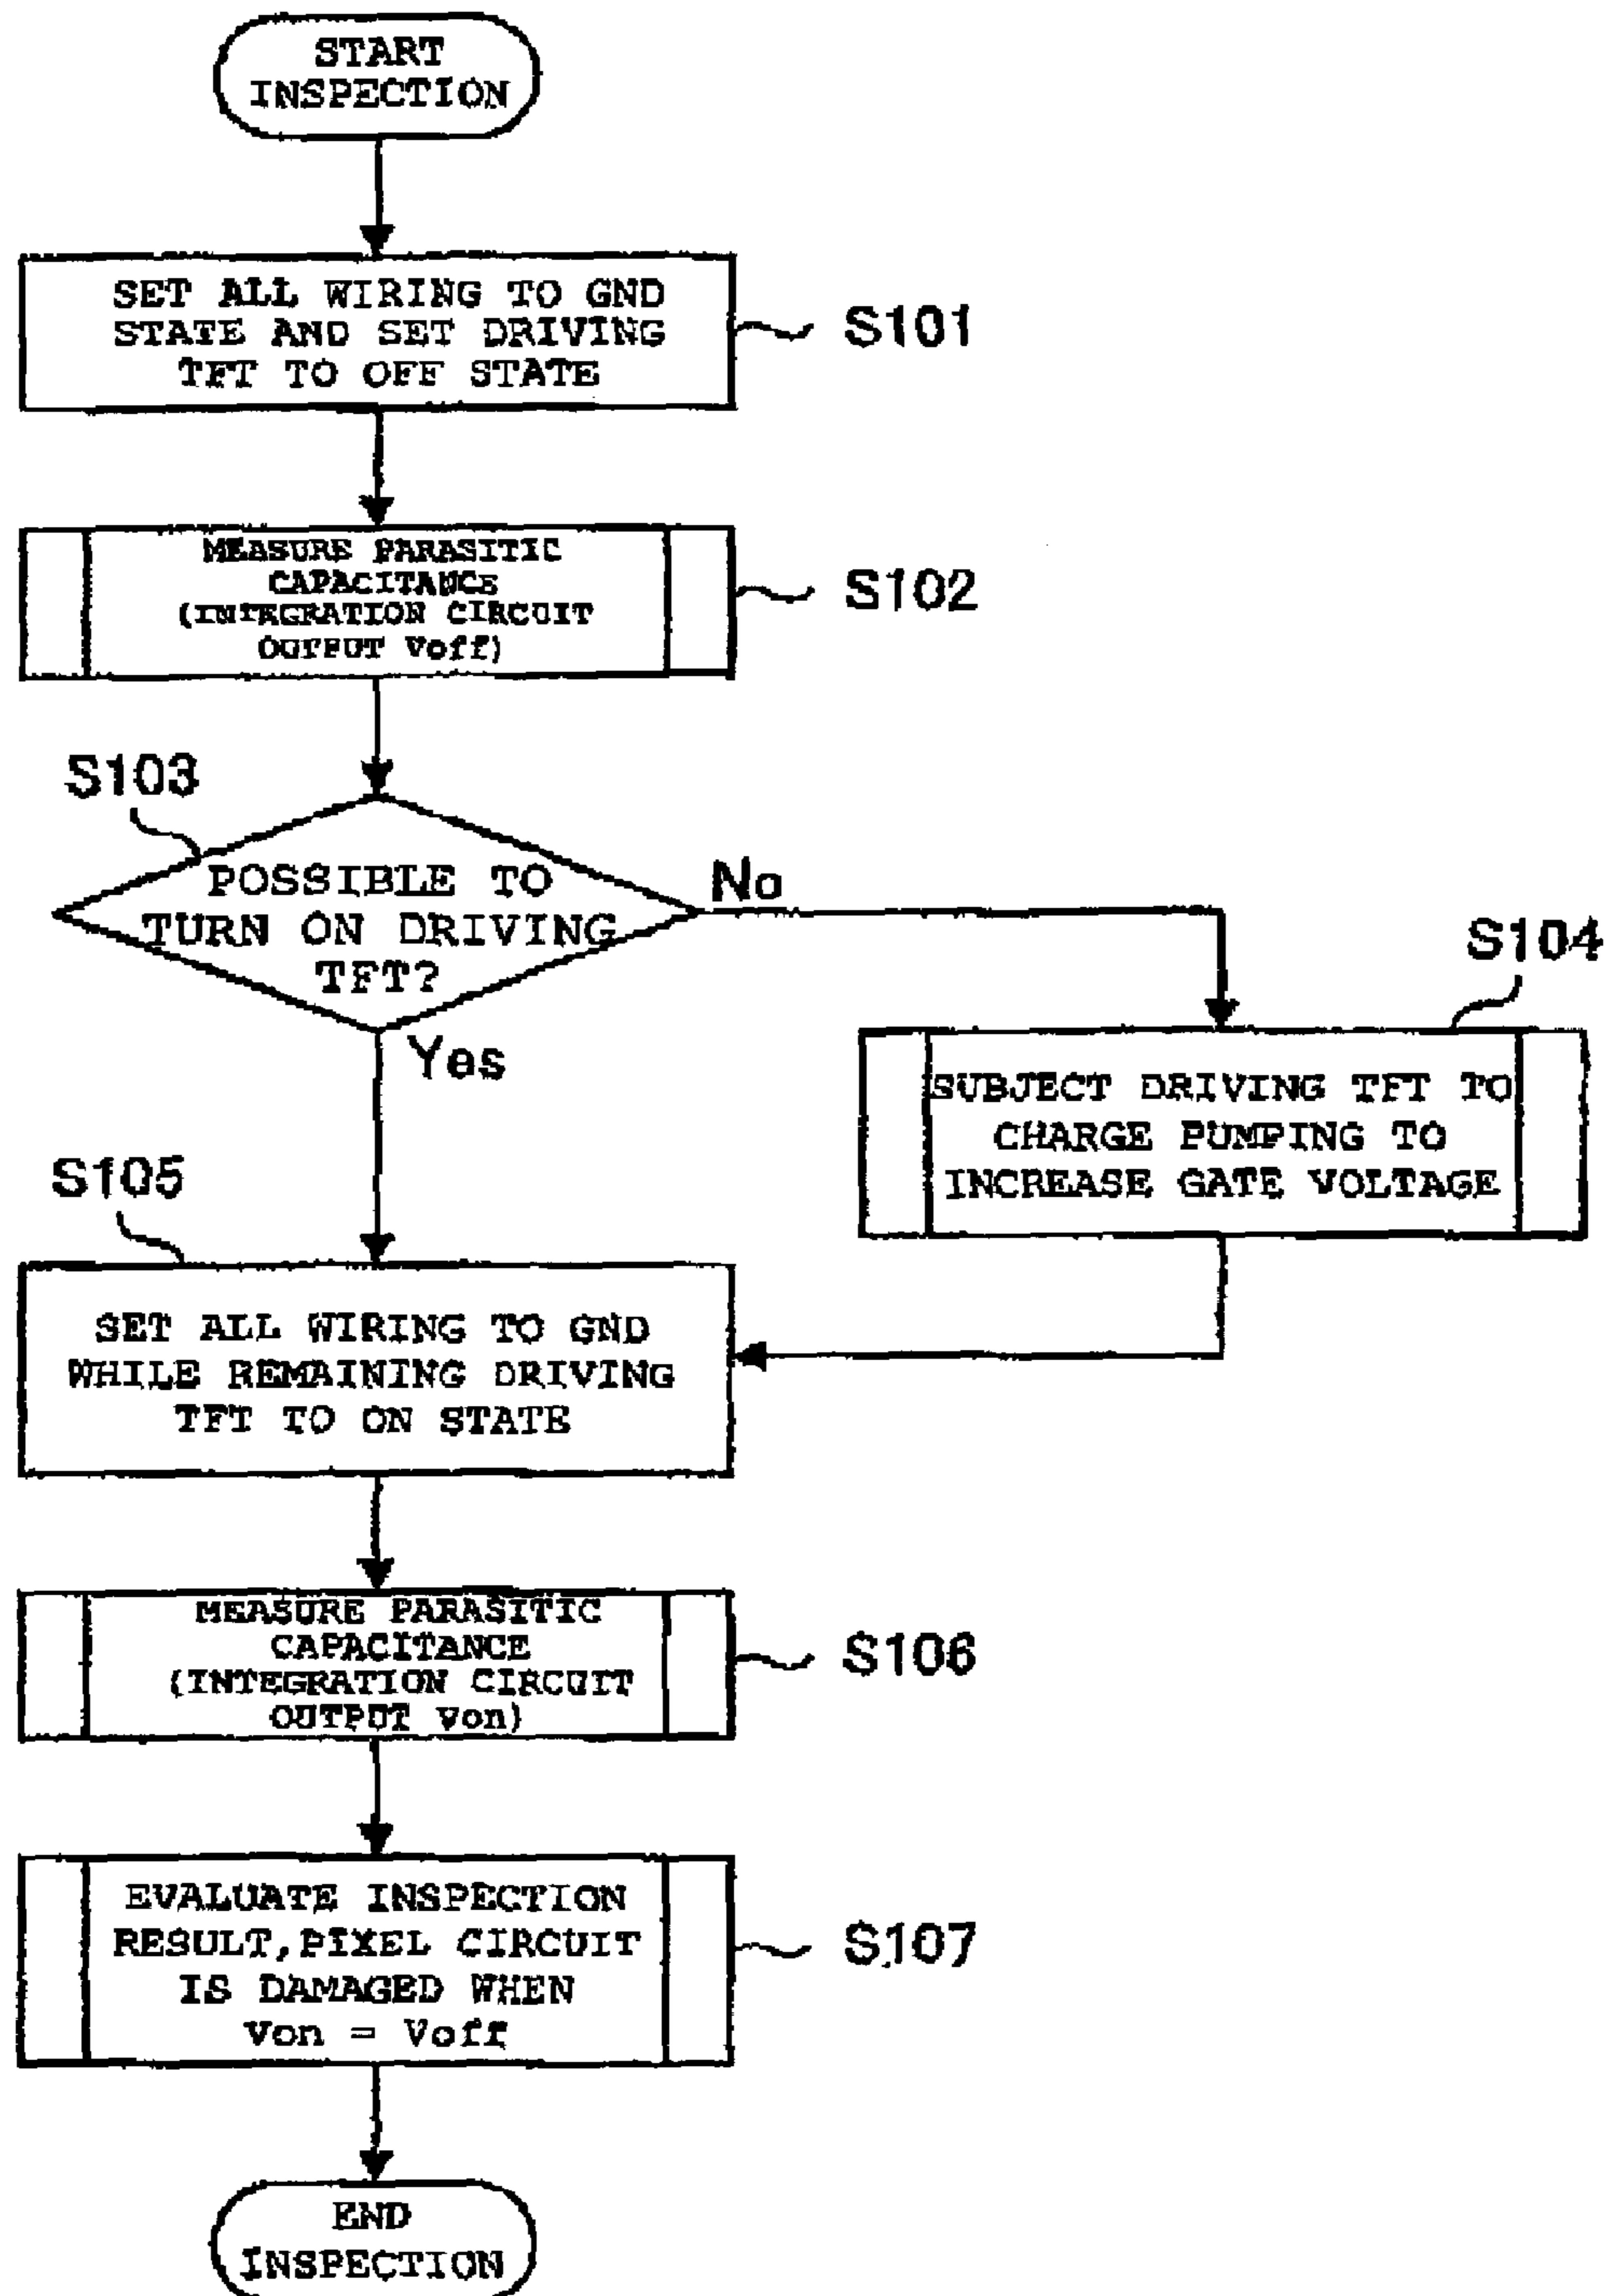 START
INSPECTION
SET ALL WIRING TO GND
STATE AND SET DRIVING
TFT TO OFF STATE
S101
MEASURE PARASITIC
CAPACITANCE
(INTEGRATION CIRCUIT
OUTPUT Voff)
S102
S103
POSSIBLE TO
TURN ON DRIVING
TFT?
No
Yes
S104
SUBJECT DRIVING TFT TO
CHARGE PUMPING TO
INCREASE GATE VOLTAGE
S105
SET ALL WIRING TO GND
WHILE REMAINING DRIVING
TFT TO ON STATE
MEASURE PARASITIC
CAPACITANCE
(INTEGRATION CIRCUIT
OUTPUT Von)
S106
EVALUATE INSPECTION
RESULT,PIXEL CIRCUIT
IS DAMAGED WHEN
Von = Voff
S107
END
INSPECTION